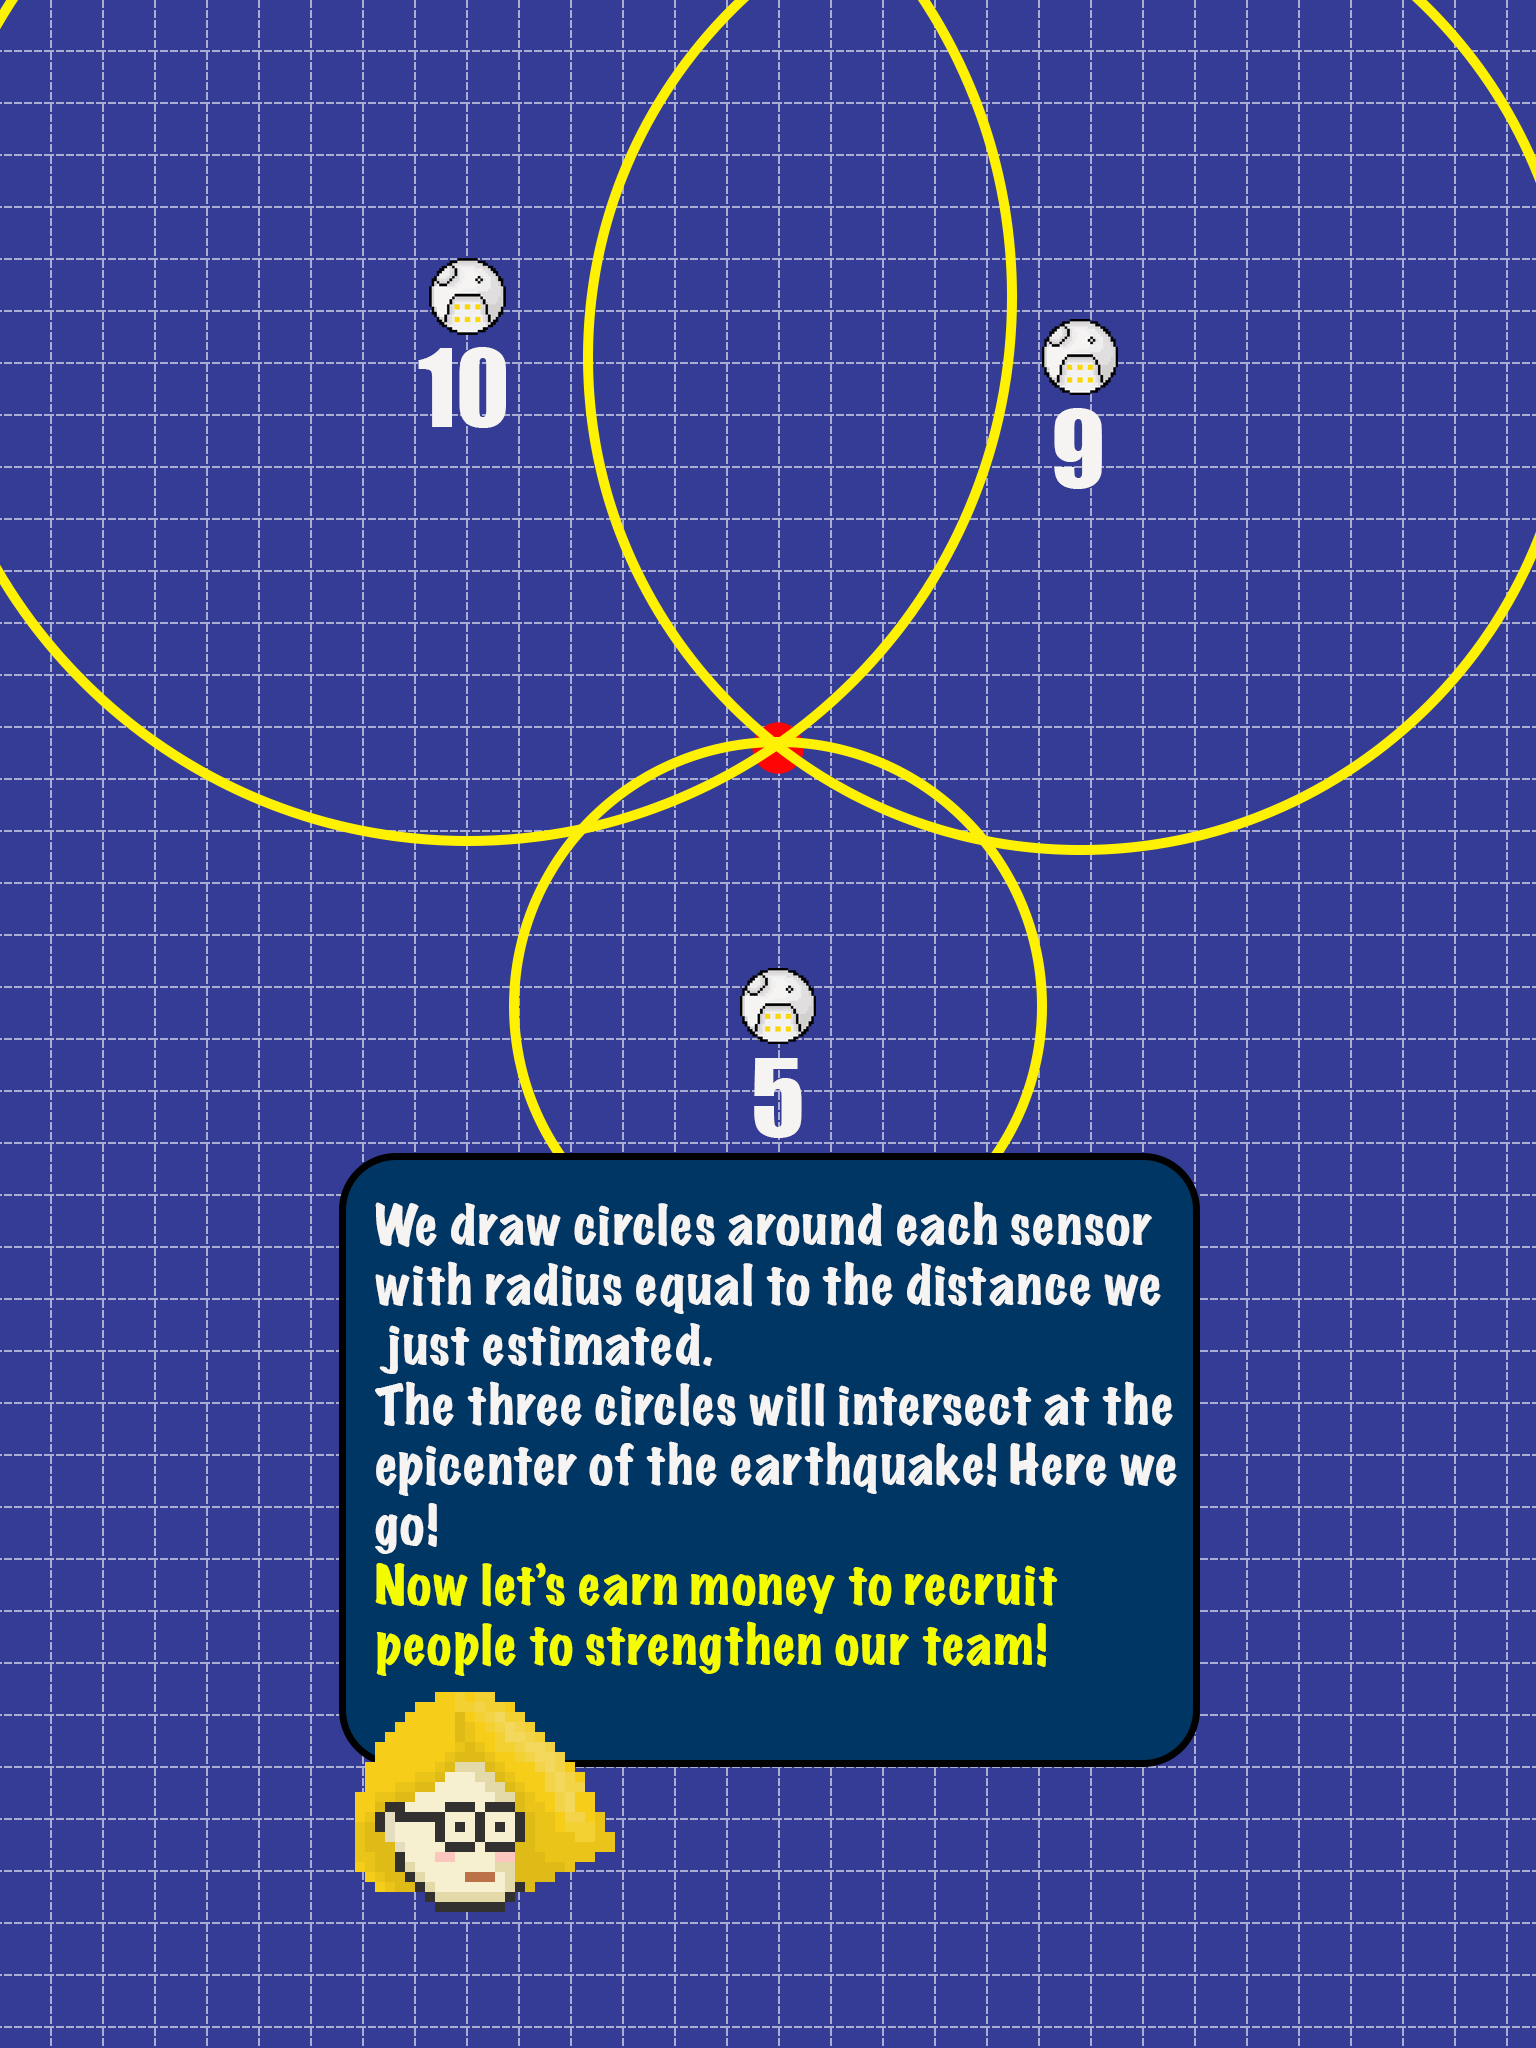 10
9
5
We draw circles around each sensor
with radius equal to the distance we
just estimated.
The three circles will intersect at the
epicenter of the earthquake! Here we
go!
Now let's earn money to recruit
people to strengthen our team!